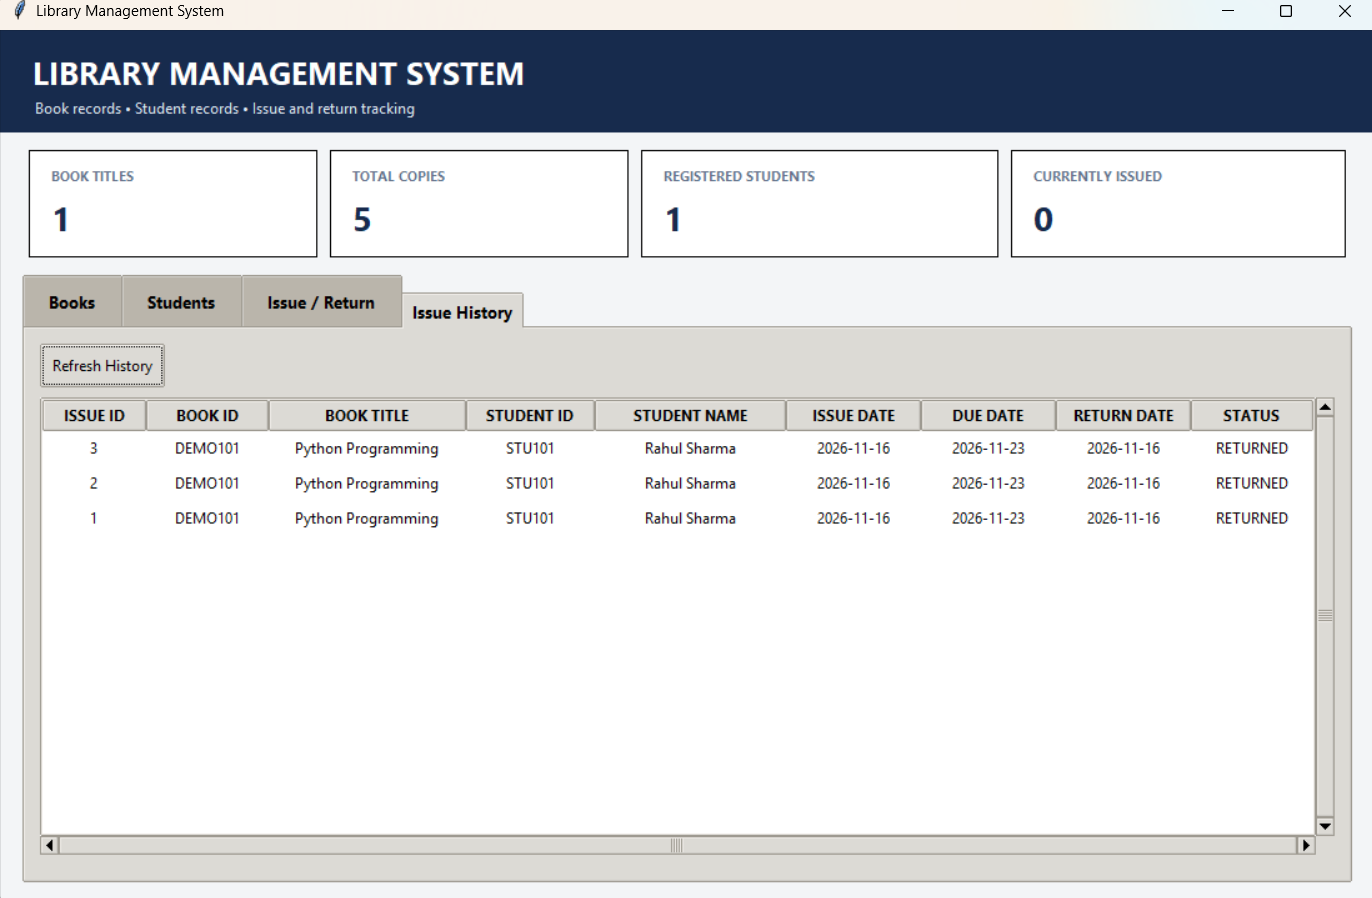 Library Management System
LIBRARY MANAGEMENT SYSTEM
Book records • Student records • Issue and return tracking
BOOK TITLES TOTAL COPIES REGISTERED STUDENTS CURRENTLY ISSUED
1 5 1 0
Books Students Issue / Return Issue History
Refresh History
ISSUE ID BOOK ID BOOK TITLE STUDENT ID STUDENT NAME ISSUE DATE DUE DATE RETURN DATE STATUS
3 DEMO101 Python Programming STU101 Rahul Sharma 2026-11-16 2026-11-23 2026-11-16 RETURNED
2 DEMO101 Python Programming STU101 Rahul Sharma 2026-11-16 2026-11-23 2026-11-16 RETURNED
1 DEMO101 Python Programming STU101 Rahul Sharma 2026-11-16 2026-11-23 2026-11-16 RETURNED